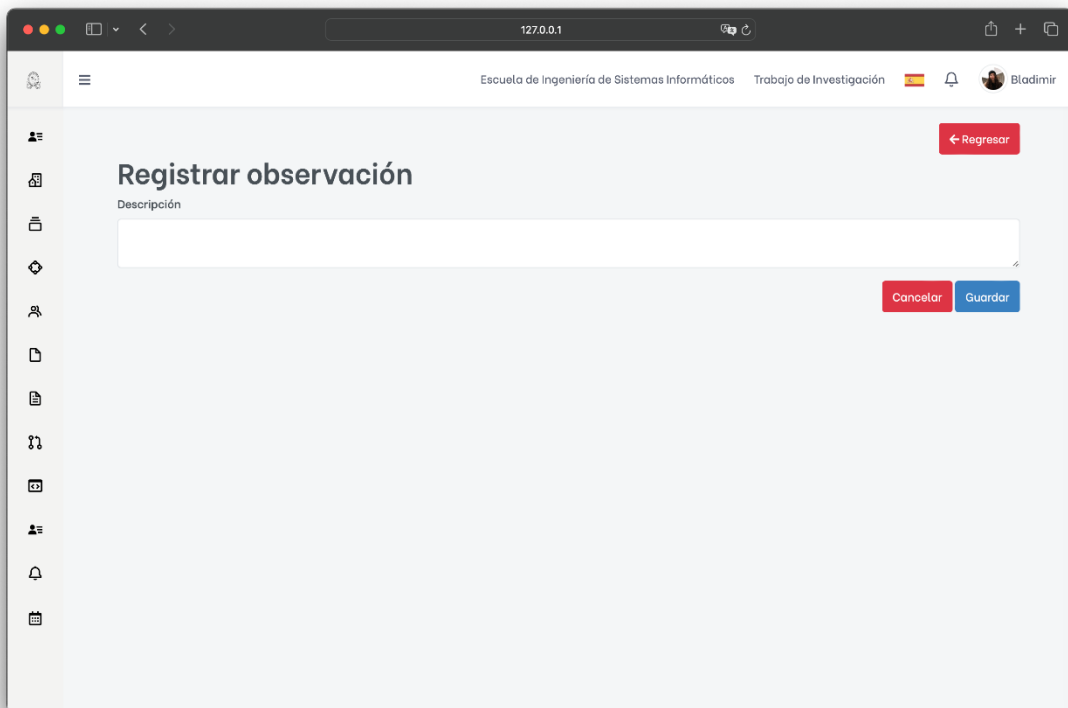 127.0.0.1
Escuela de Ingeniería de Sistemas Informáticos Trabajo de Investigación Bladimir
Regresar
Registrar observación
Descripción
Cancelar Guardar